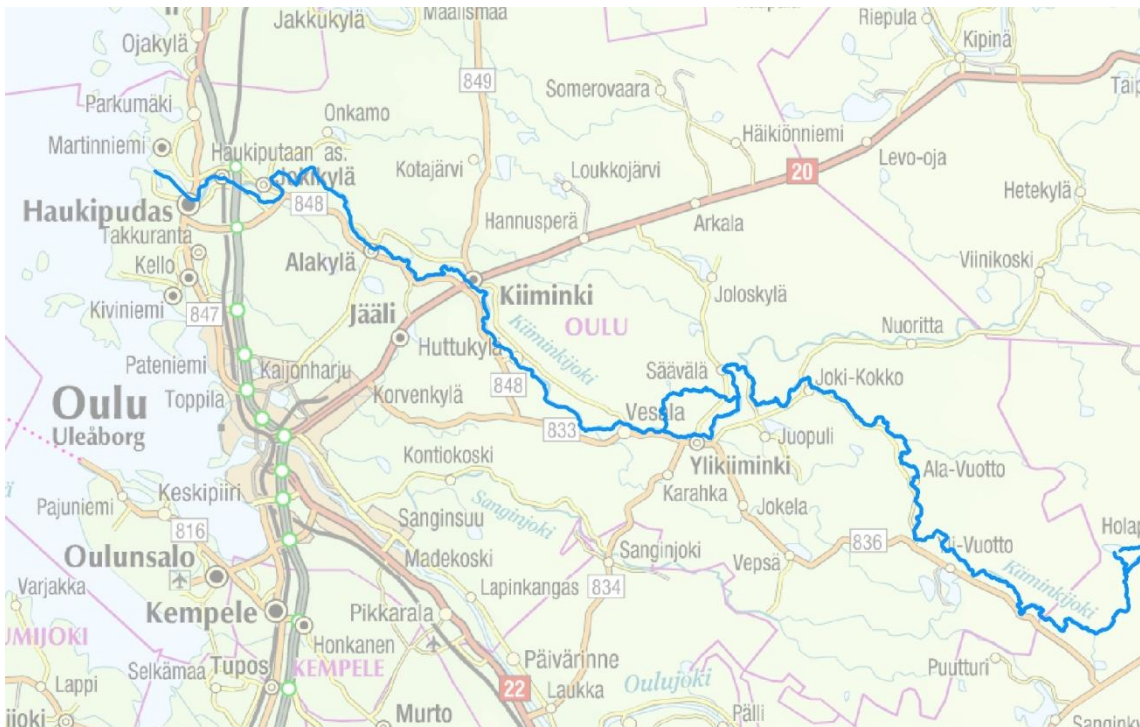 Jakkukylä
Maalismaa
Riepula
Ojakylä
Kipinä
849
Parkumäki
Somerovaara
Onkamo
Martinniemi
Häikiönniemi
Haukiputaan as.
Kotajärvi
Levo-oja
Loukkojärvi
20
Jokikylä
Hetekylä
Haukipudas
848
Hannusperä
Arkala
Takkuranta
Alakylä
Kello
Viinikoski
Kiiminki
Joloskylä
Kiviniemi
847
Jääli
OULU
Kiiminkijoki
Nuoritta
Huttukylä
Pateniemi
Kaijonharju
Säävälä
Joki-Kokko
848
Toppila
Korvenkylä
Oulu
Vesala
Uleåborg
833
Juopuli
Ylikiiminki
Kontiokoski
Ala-Vuotto
Keskipiiri
Karahka
Pajuniemi
Sanginjoki
Jokela
816
Sanginsuu
Oulunsalo
Madekoski
Sanginjoki
Vepsä
836
Varjakka
Lapinkangas
834
Kiiminkijoki
Kempele
Pikkarala
Honkanen
KEMPELE
Päivärinne
Puutturi
Selkämaa
Tupos
Lappi
22
Laukka
Oulujoki
Murto
Pälli